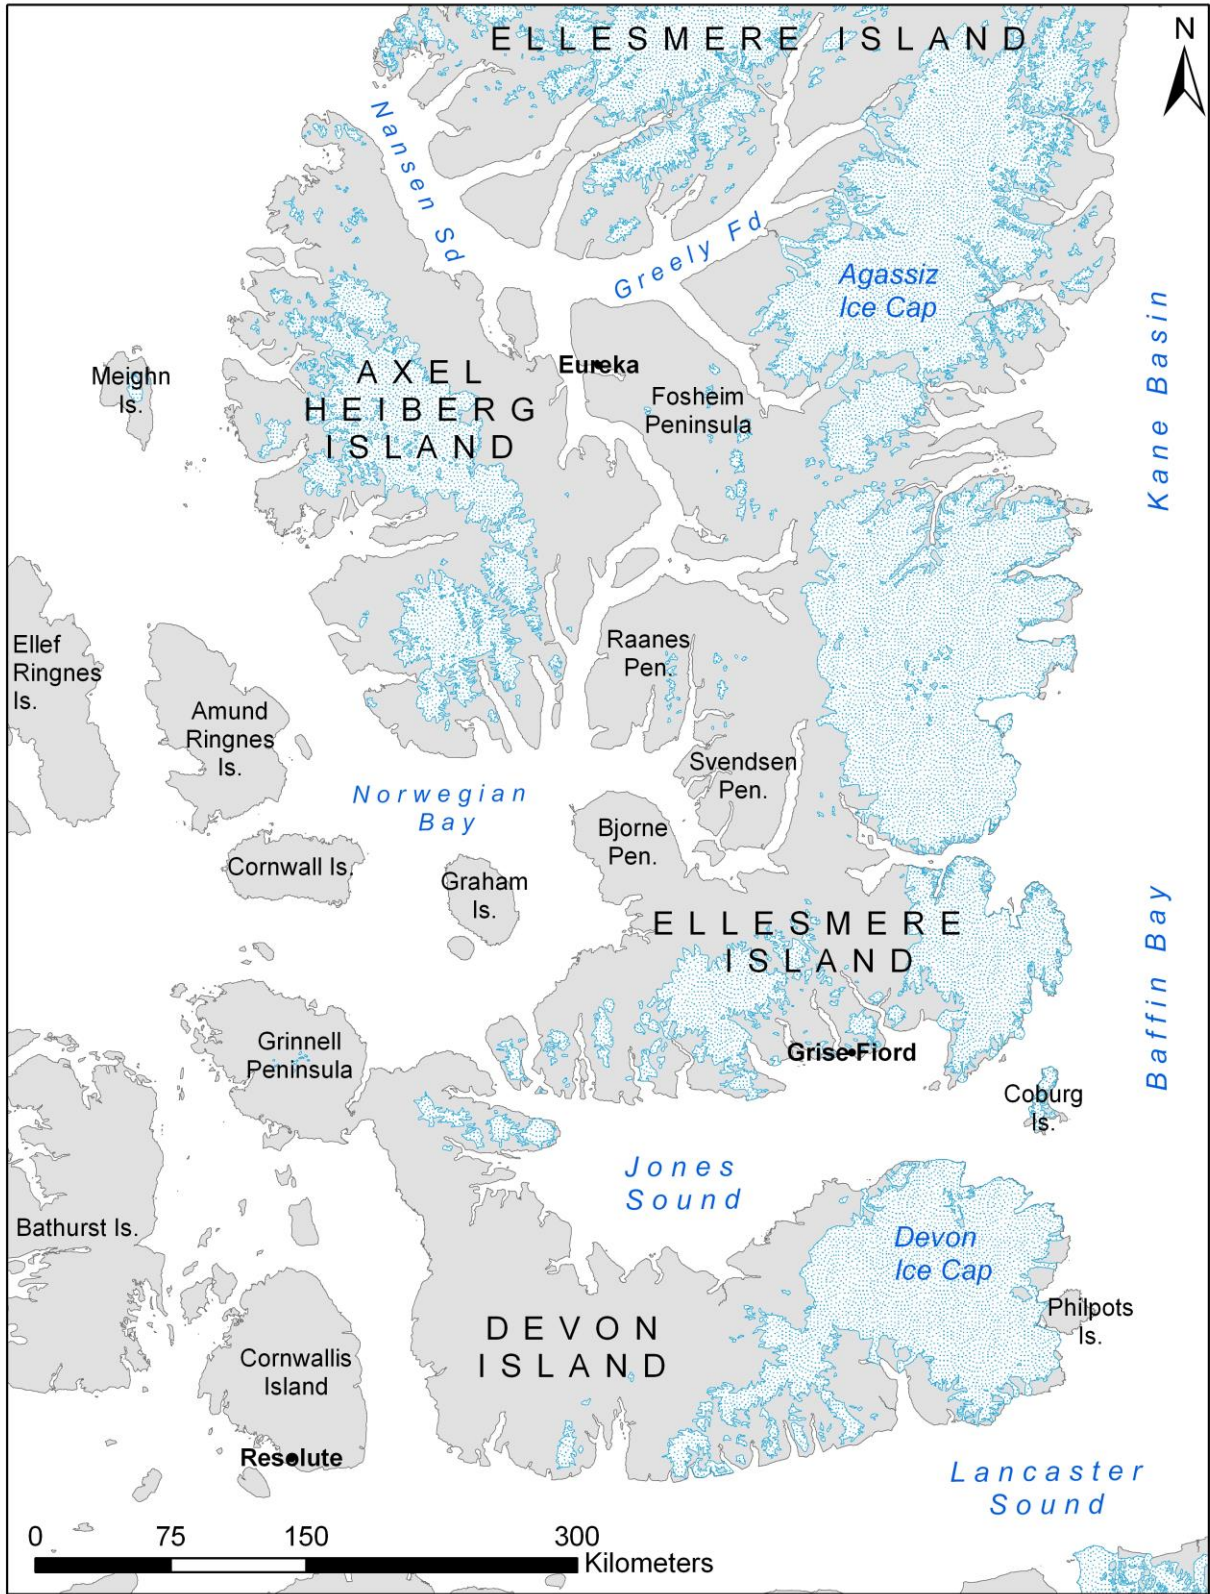 ELLESMERE ISLAND
N
Nansen Sd
Greely Fd
Agassiz
Ice Cap
Kane Basin
Eureka
Meighn
Is.
AXEL
HEIBERG
ISLAND
Fosheim
Peninsula
Ellef
Ringnes
Is.
Raanes
Pen.
Amund
Ringnes
Is.
Svendsen
Pen.
Norwegian
Bay
Bjorne
Pen.
Cornwall Is.
Graham
Is.
ELLESMERE
ISLAND
Baffin Bay
Grinnell
Peninsula
Grise Fiord
Coburg
Is.
Jones
Sound
Bathurst Is.
Devon
Ice Cap
Philpots
Is.
DEVON
ISLAND
Cornwallis
Island
Resolute
Lancaster
Sound
0 75 150 300
Kilometers